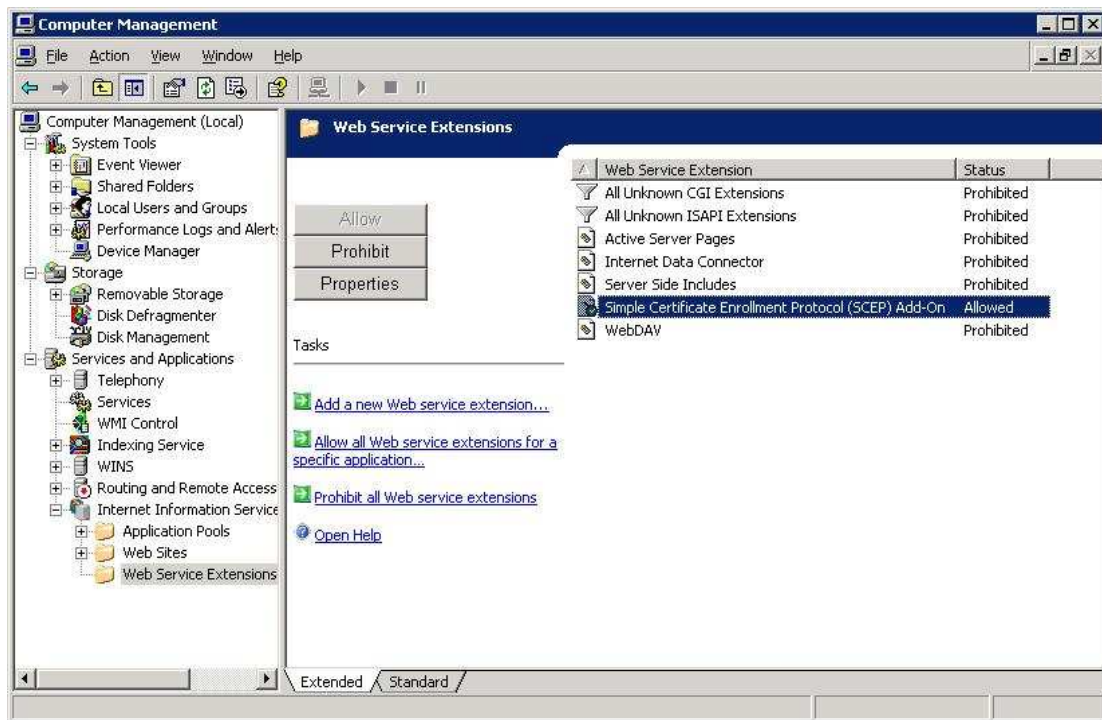 Computer Management
File Action View Window Help
Computer Management (Local)
System Tools
Event Viewer
Shared Folders
Local Users and Groups
Performance Logs and Alert
Device Manager
Storage
Removable Storage
Disk Defragmenter
Disk Management
Services and Applications
Telephony
Services
WMI Control
Indexing Service
WINS
Routing and Remote Access
Internet Information Service
Application Pools
Web Sites
Web Service Extensions
Web Service Extensions
Allow
Prohibit
Properties
Tasks
Add a new Web service extension...
Allow all Web service extensions for a
specific application...
Prohibit all Web service extensions
Open Help
Web Service Extension Status
All Unknown CGI Extensions Prohibited
All Unknown ISAPI Extensions Prohibited
Active Server Pages Prohibited
Internet Data Connector Prohibited
Server Side Includes Prohibited
Simple Certificate Enrollment Protocol (SCEP) Add-On Allowed
WebDAV Prohibited
Extended Standard